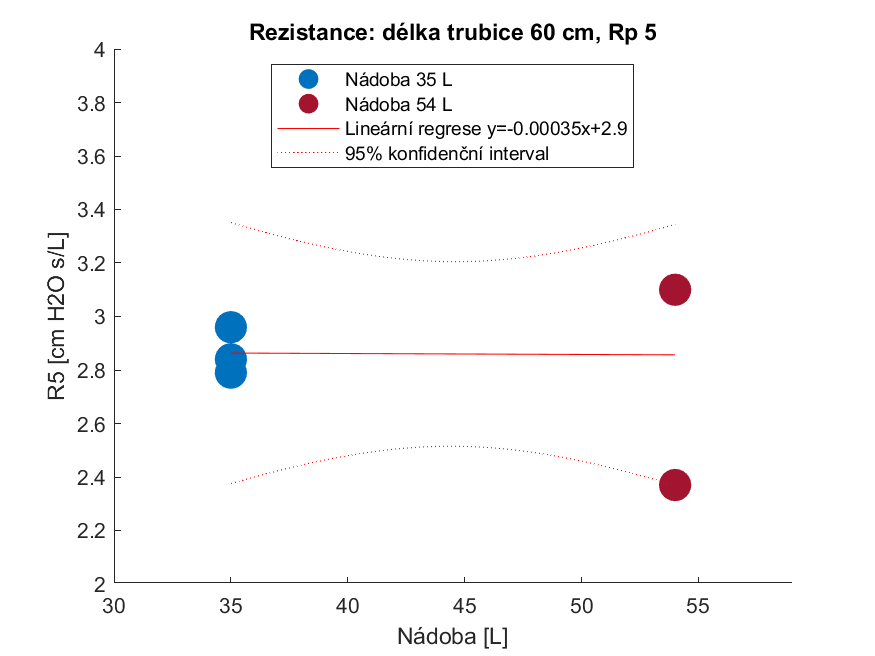 Rezistance: délka trubice 60 cm, Rp 5
Nádoba 35 L
Nádoba 54 L
Lineární regrese y=-0.00035x+2.9
95% konfidenční interval
R5 [cm H2O s/L]
4
3.8
3.6
3.4
3.2
3
2.8
2.6
2.4
2.2
2
30
35
40
45
50
55
Nádoba [L]